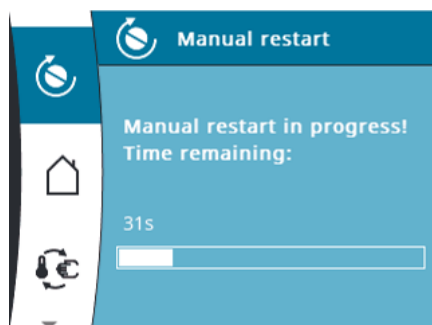 Manual restart
Manual restart in progress!
Time remaining:
31s